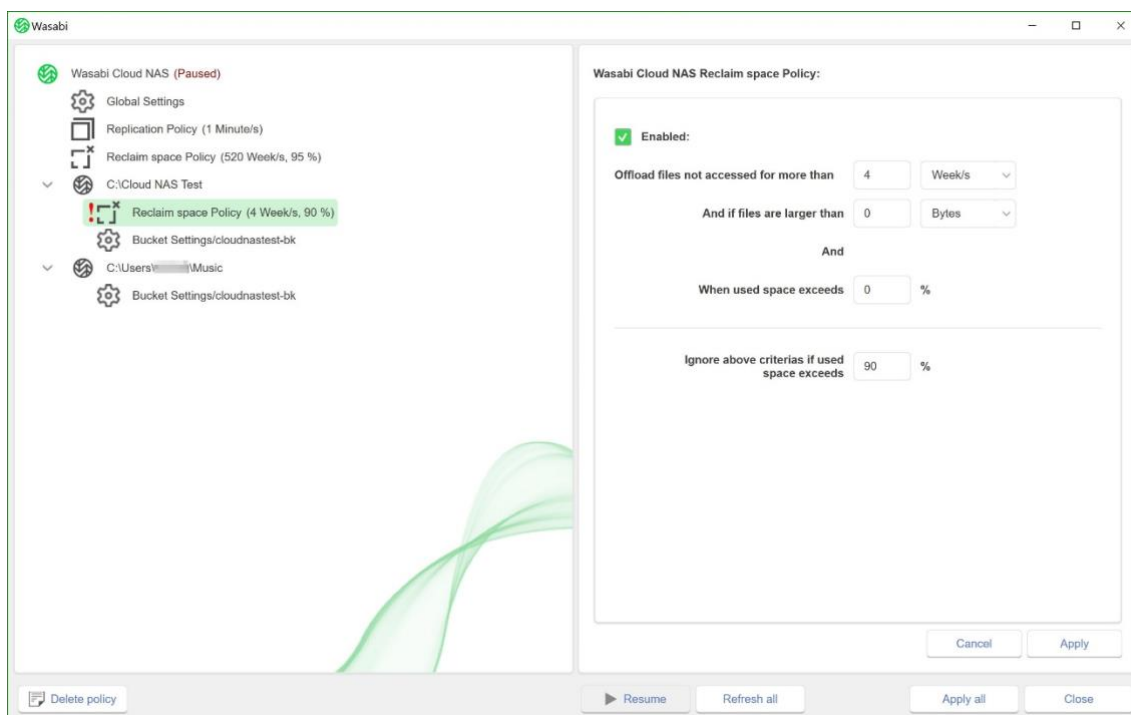 Wasabi
Wasabi Cloud NAS (Paused)
Global Settings
Replication Policy (1 Minute/s)
Reclaim space Policy (520 Week/s, 95 %)
C:\Cloud NAS Test
Reclaim space Policy (4 Week/s, 90 %)
Bucket Settings/cloudnastest-bk
C:\Users\ \Music
Bucket Settings/cloudnastest-bk
Delete policy
Wasabi Cloud NAS Reclaim space Policy:
Enabled:
Offload files not accessed for more than 4 Week/s
And if files are larger than 0 Bytes
And
When used space exceeds 0 %
Ignore above criterias if used
space exceeds 90 %
Cancel Apply
Resume Refresh all Apply all Close